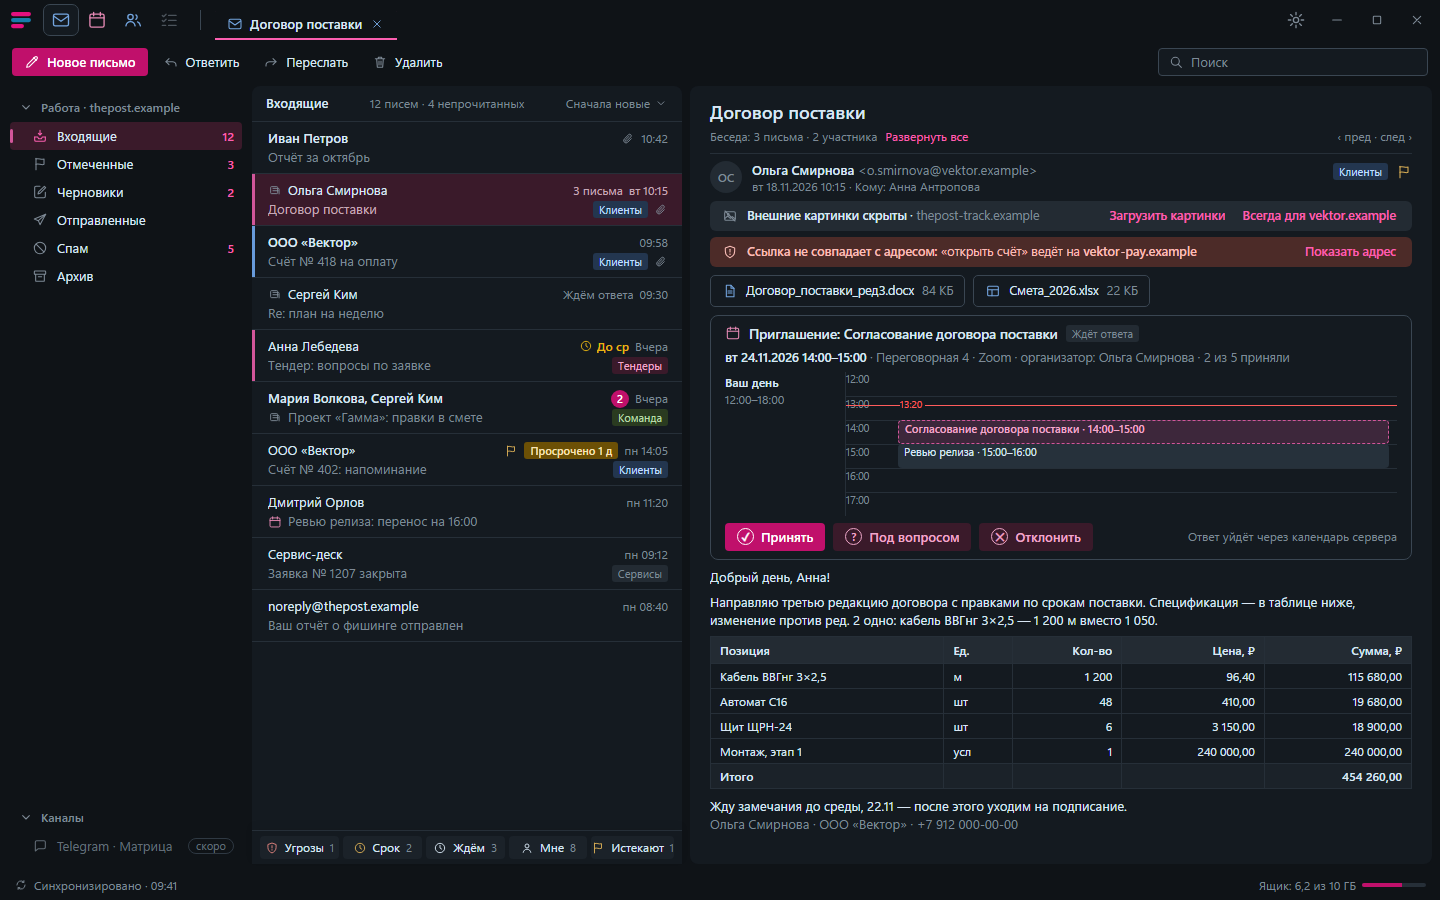 Договор поставки
Новое письмо
Ответить
Переслать
Удалить
Поиск
Работа · thepost.example
Входящие 12
Отмеченные 3
Черновики 2
Отправленные
Спам 5
Архив
Каналы
Telegram · Матрица скоро
Входящие 12 писем · 4 непрочитанных Сначала новые
Иван Петров 10:42
Отчёт за октябрь
Ольга Смирнова 3 письма вт 10:15
Договор поставки Клиенты
ООО «Вектор» 09:58
Счёт № 418 на оплату Клиенты
Сергей Ким Ждём ответа 09:30
Re: план на неделю
Анна Лебедева До ср Вчера
Тендер: вопросы по заявке Тендеры
Мария Волкова, Сергей Ким 2 Вчера
Проект «Гамма»: правки в смете Команда
ООО «Вектор» Просрочено 1 д пн 14:05
Счёт № 402: напоминание Клиенты
Дмитрий Орлов пн 11:20
Ревью релиза: перенос на 16:00
Сервис-деск пн 09:12
Заявка № 1207 закрыта Сервисы
noreply@thepost.example пн 08:40
Ваш отчёт о фишинге отправлен
Угрозы 1 Срок 2 Ждём 3 Мне 8 Истекают 1
Договор поставки
Беседа: 3 письма · 2 участника Развернуть все ‹ пред · след ›
ОС Ольга Смирнова <o.smirnova@vektor.example> Клиенты
вт 18.11.2026 10:15 · Кому: Анна Антропова
Внешние картинки скрыты · thepost-track.example Загрузить картинки Всегда для vektor.example
Ссылка не совпадает с адресом: «открыть счёт» ведёт на vektor-pay.example Показать адрес
Договор_поставки_ред3.docx 84 КБ Смета_2026.xlsx 22 КБ
Приглашение: Согласование договора поставки Ждёт ответа
вт 24.11.2026 14:00–15:00 · Переговорная 4 · Zoom · организатор: Ольга Смирнова · 2 из 5 приняли
Ваш день
12:00–18:00
12:00
13:00 13:20
14:00 Согласование договора поставки · 14:00–15:00
15:00 Ревью релиза · 15:00–16:00
16:00
17:00
Принять Под вопросом Отклонить Ответ уйдёт через календарь сервера
Добрый день, Анна!
Направляю третью редакцию договора с правками по срокам поставки. Спецификация — в таблице ниже,
изменение против ред. 2 одно: кабель ВВГнг 3×2,5 — 1 200 м вместо 1 050.
Позиция Ед. Кол-во Цена, ₽ Сумма, ₽
Кабель ВВГнг 3×2,5 м 1 200 96,40 115 680,00
Автомат С16 шт 48 410,00 19 680,00
Щит ЩРН-24 шт 6 3 150,00 18 900,00
Монтаж, этап 1 усл 1 240 000,00 240 000,00
Итого 454 260,00
Жду замечания до среды, 22.11 — после этого уходим на подписание.
Ольга Смирнова · ООО «Вектор» · +7 912 000-00-00
Синхронизировано · 09:41
Ящик: 6,2 из 10 ГБ